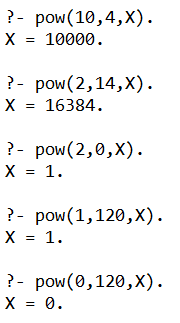 ?- pow(10,4,X).
X = 10000.
?- pow(2,14,X).
X = 16384.
?- pow(2,0,X).
X = 1.
?- pow(1,120,X).
X = 1.
?- pow(0,120,X).
X = 0.